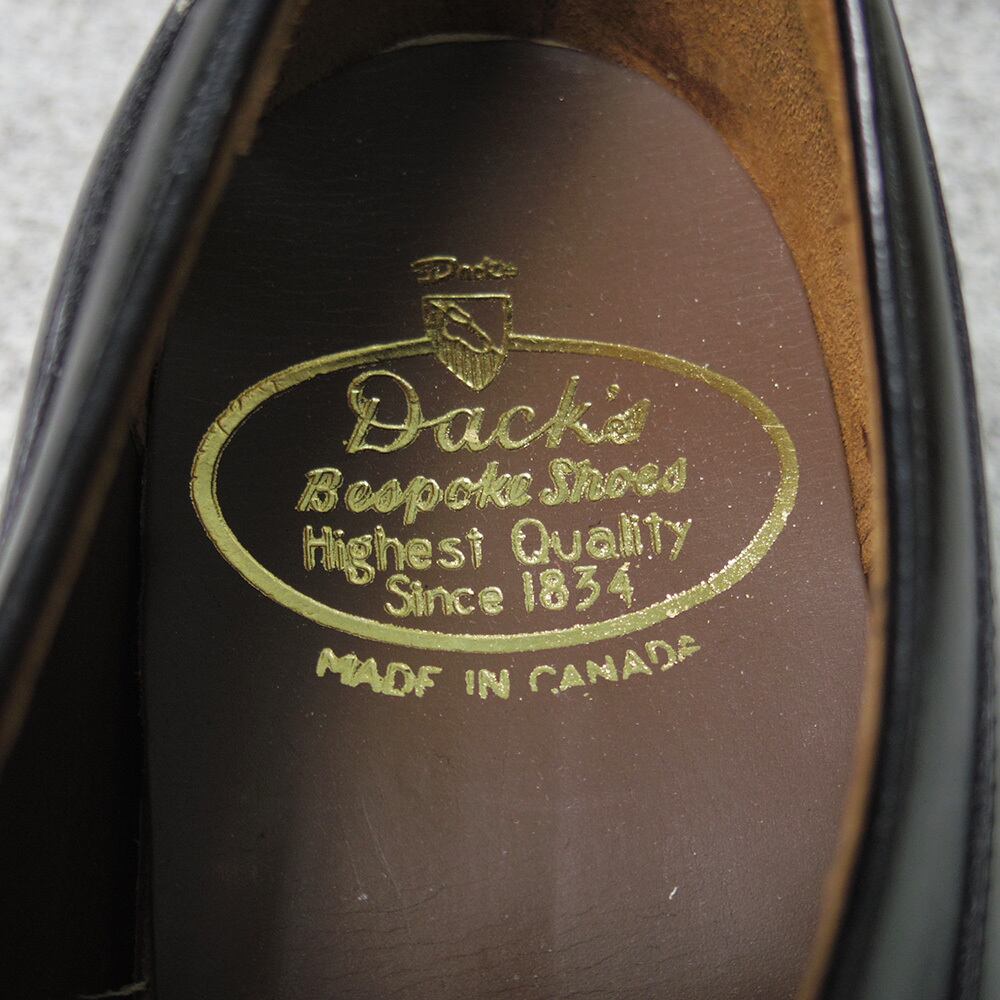 Dack's
Dack's
Bespoke Shoes
Highest Quality
Since 1834
MADE IN CANADA